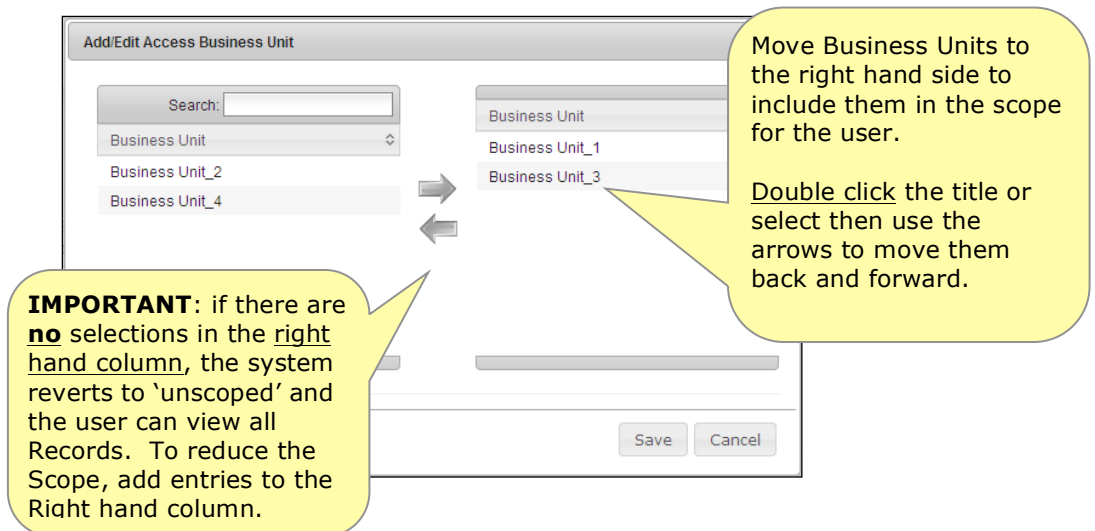 Add/Edit Access Business Unit
Search:
Business Unit
Business Unit_2
Business Unit_4
Business Unit
Business Unit_1
Business Unit_3
Move Business Units to
the right hand side to
include them in the scope
for the user.
Double click the title or
select then use the
arrows to move them
back and forward.
IMPORTANT: if there are
no selections in the right
hand column, the system
reverts to ‘unscoped’ and
the user can view all
Records. To reduce the
Scope, add entries to the
Right hand column.
Save
Cancel